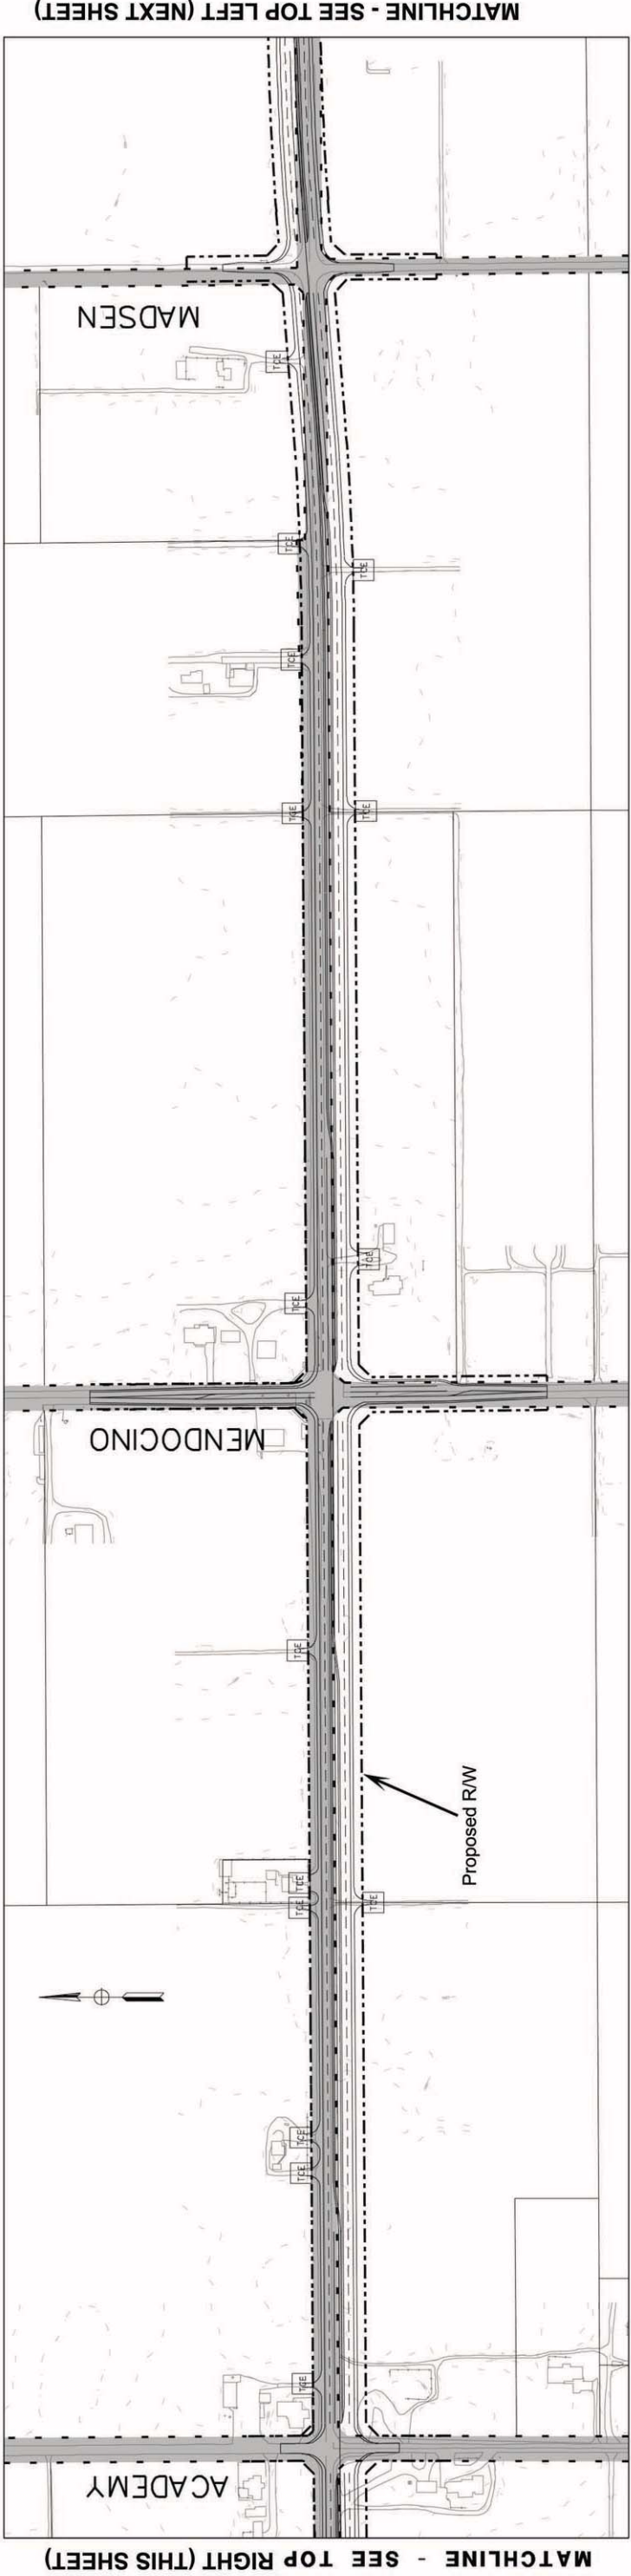 MATCHLINE - SEE TOP LEFT (NEXT SHEET)
MADSEN
TCE
TCE
TCE
TCE
TCE
TCE
TCE
TCE
MENDOCINO
TCE
Proposed R/W
TCE
TCE
TCE
TCE
TCE
TCE
ACADEMY
MATCHLINE - SEE TOP RIGHT (THIS SHEET)